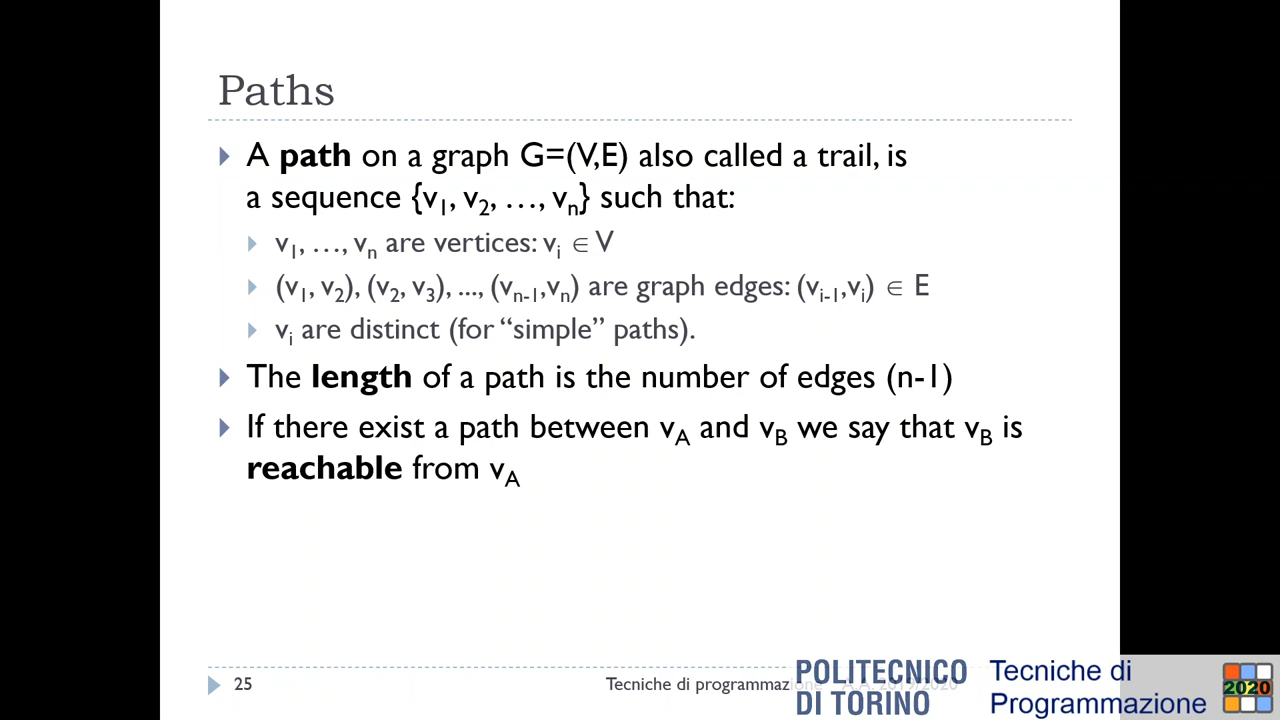 Paths
A path on a graph G=(V,E) also called a trail, is
a sequence {v1, v2, …, vn} such that:
v1, …, vn are vertices: vi ∈ V
(v1, v2), (v2, v3), ..., (vn-1,vn) are graph edges: (vi-1,vi) ∈ E
vi are distinct (for “simple” paths).
The length of a path is the number of edges (n-1)
If there exist a path between vA and vB we say that vB is
reachable from vA
25
Tecniche di programmazione A.A. 2019/2020
POLITECNICO
DI TORINO
Tecniche di
Programmazione
2020